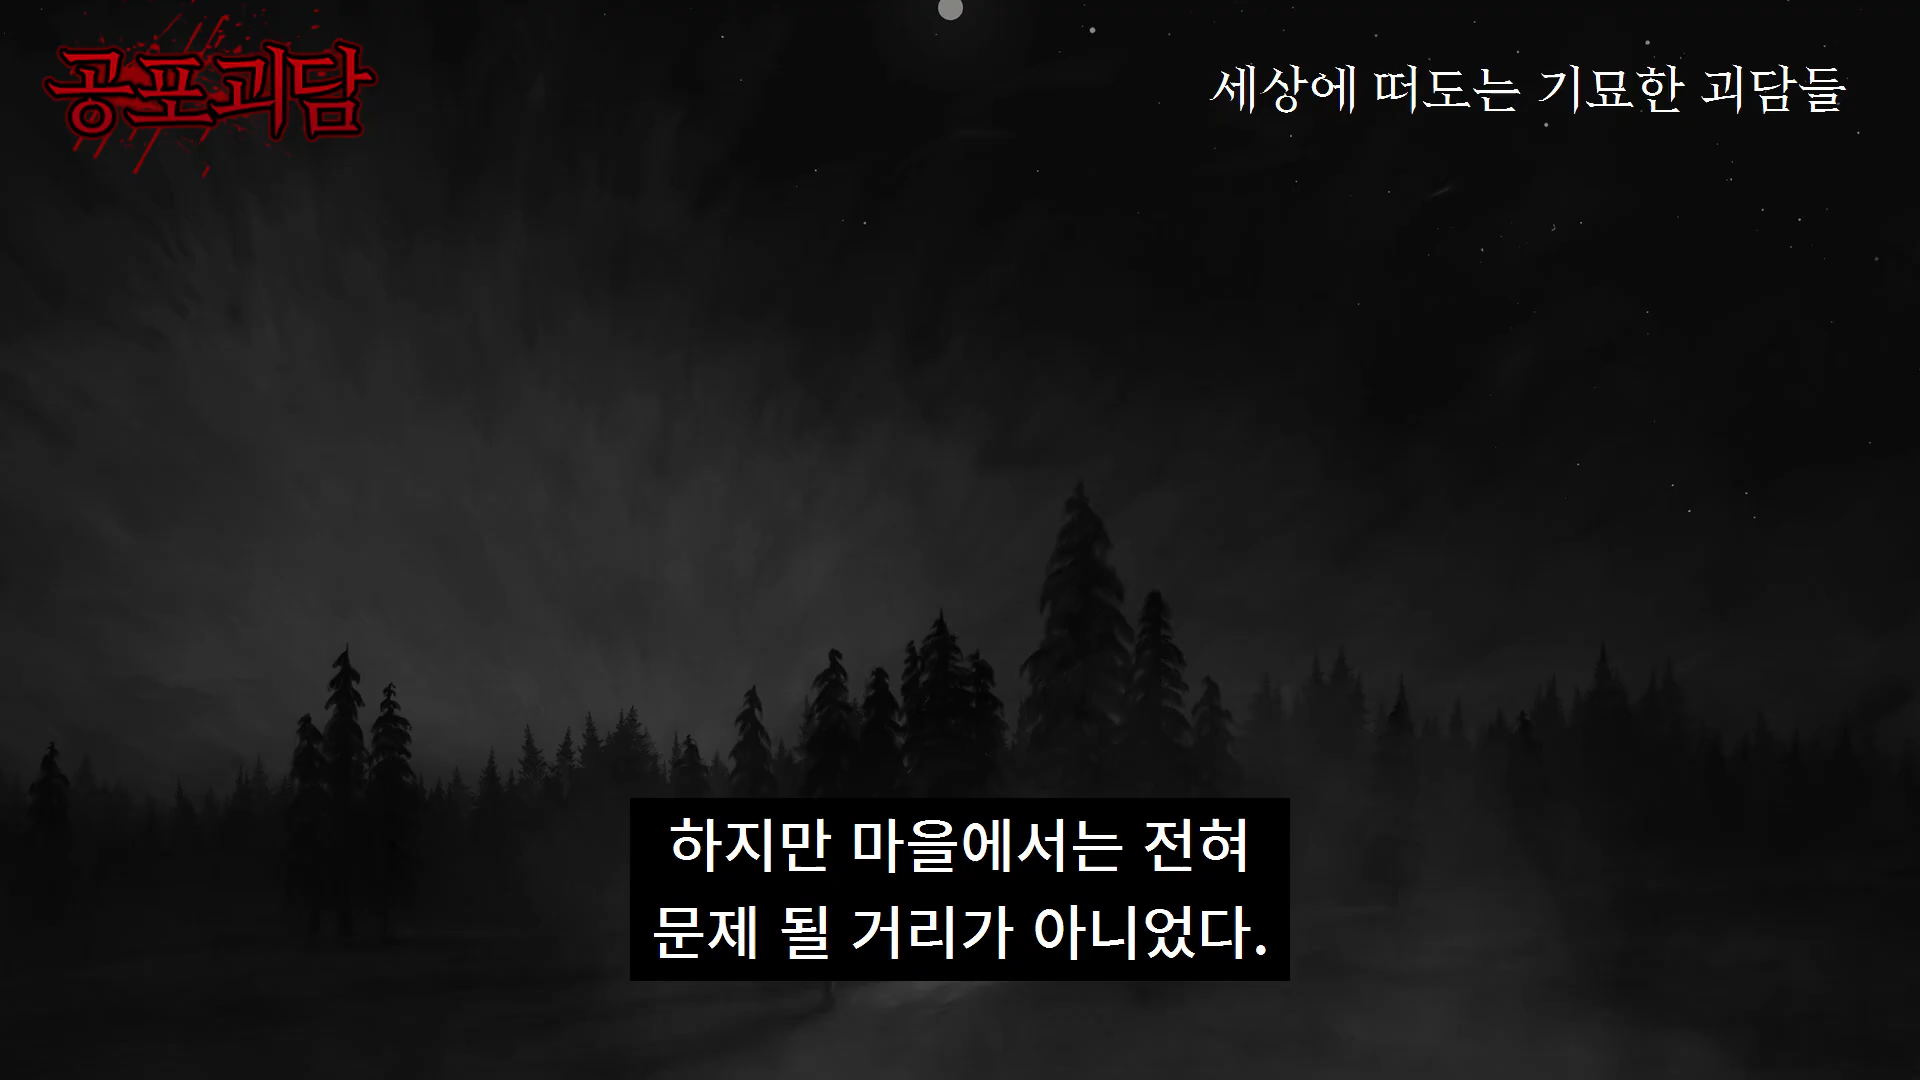 공포괴담
세상에 떠도는 기묘한 괴담들
하지만 마을에서는 전혀
문제 될 거리가 아니었다.